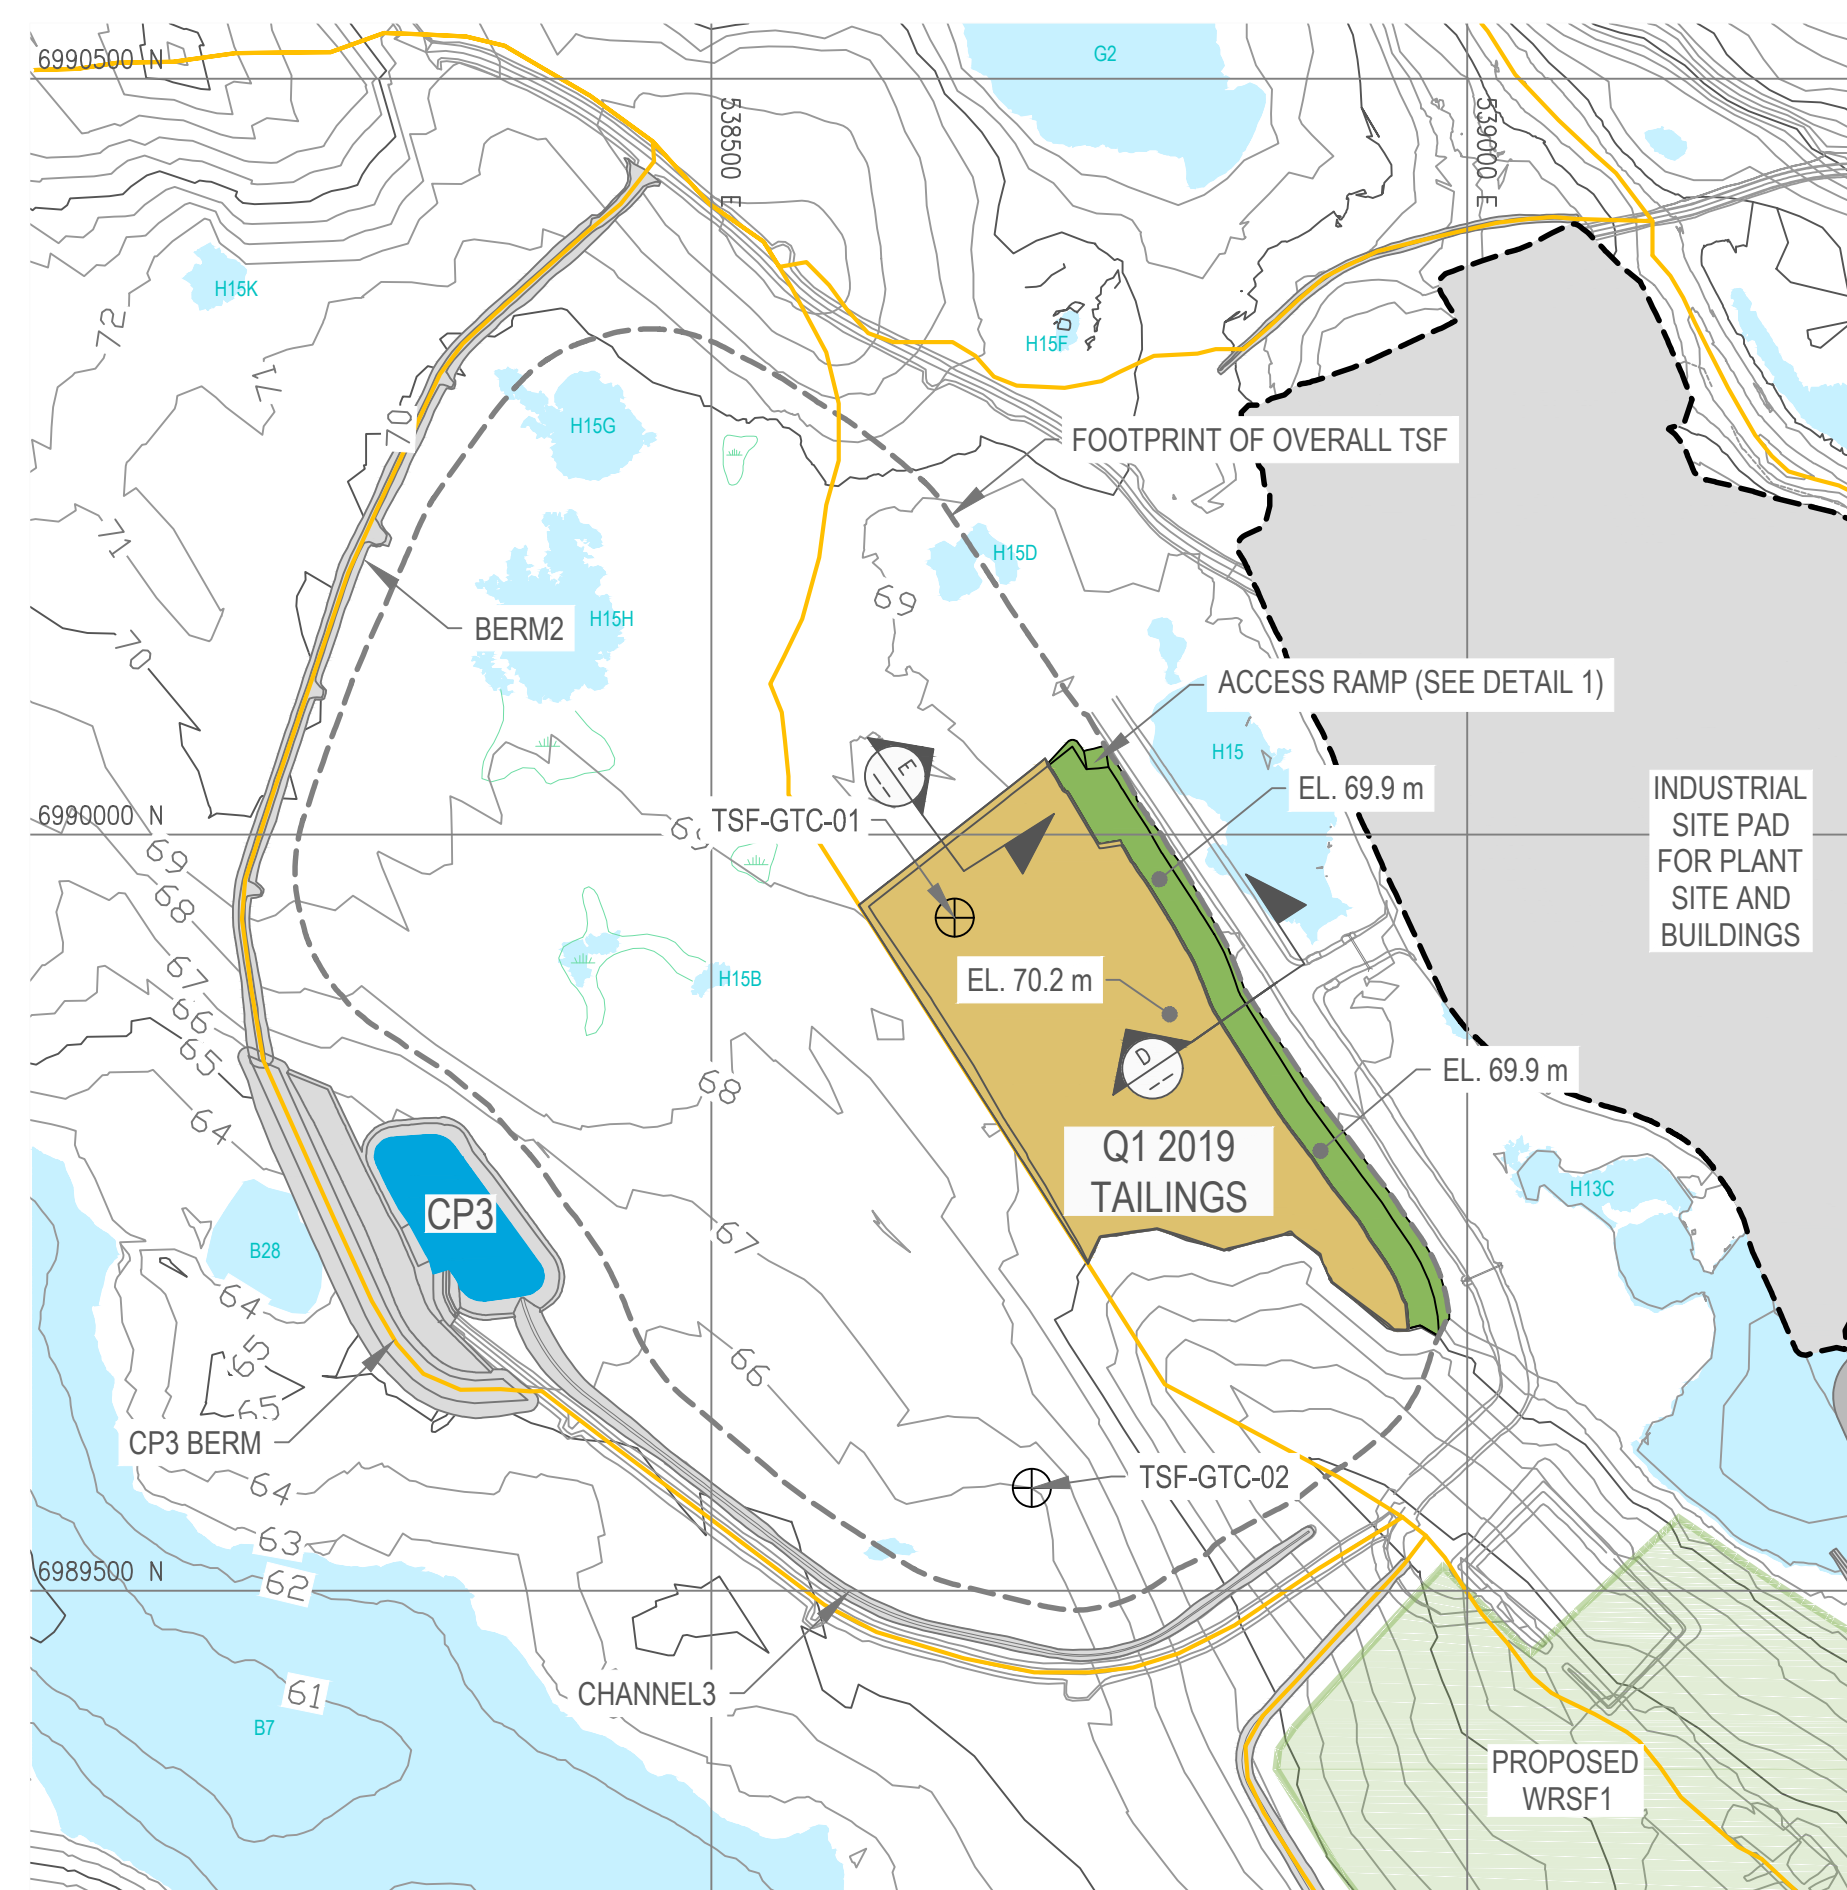 6990500 N
538500 E
539000 E
G2
H15K
72
71
H15F
70
H15G
FOOTPRINT OF OVERALL TSF
71
H15D
69
BERM2
H15H
70
ACCESS RAMP (SEE DETAIL 1)
H15
E
EL. 69.9 m
INDUSTRIAL
SITE PAD
FOR PLANT
SITE AND
BUILDINGS
6990000 N
TSF-GTC-01
69
69
68
67
66
65
64
H15B
EL. 70.2 m
68
D
EL. 69.9 m
Q1 2019
TAILINGS
H13C
CP3
B28
67
64
65
66
65
CP3 BERM
64
TSF-GTC-02
63
6989500 N
62
61
CHANNEL3
B7
PROPOSED
WRSF1